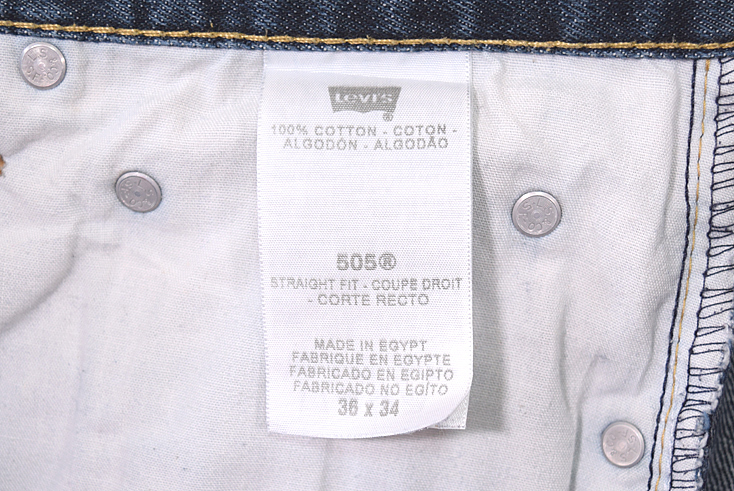 Levi's
®
100% COTTON - COTON -
ALGODÓN - ALGODÃO
505®
STRAIGHT FIT - COUPE DROIT
- CORTE RECTO
MADE IN EGYPT
FABRIQUE EN EGYPTE
FABRICADO EN EGIPTO
FABRICADO NO EGÍTO
36 x 34